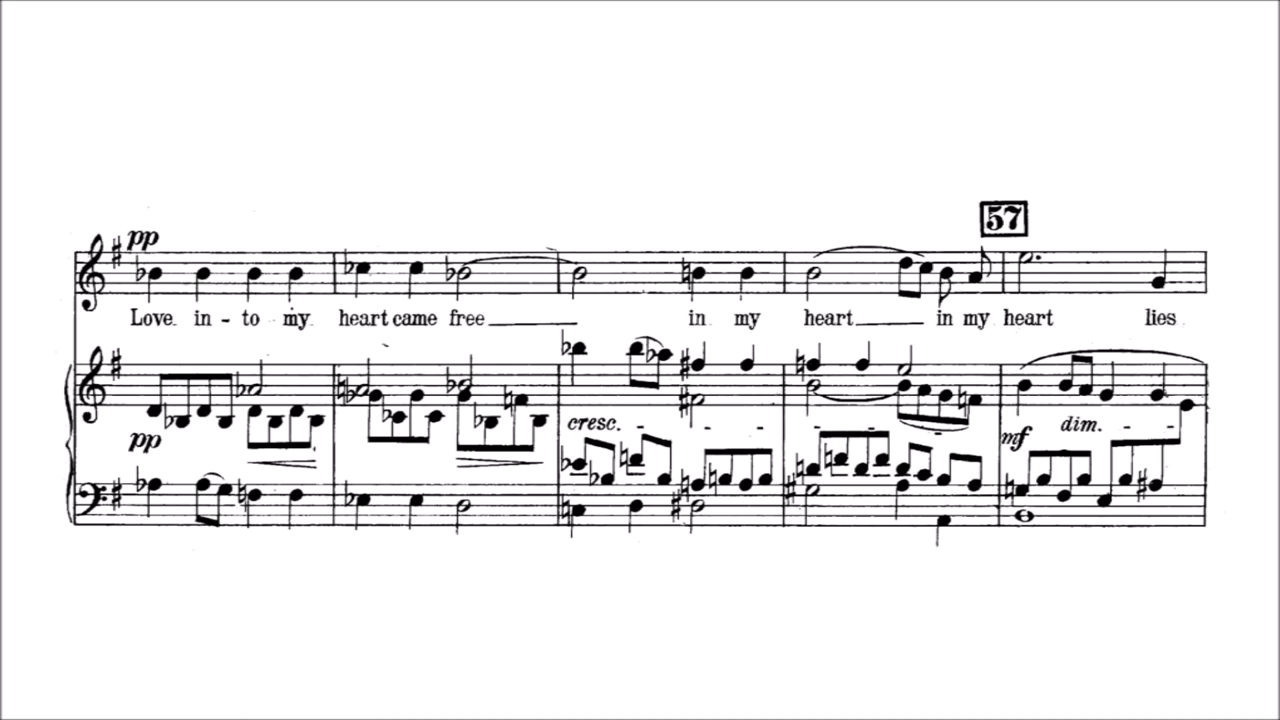 57
pp
Love in - to my heart came free in my heart in my heart lies
cresc. - - - - - dim. - -
pp
mf